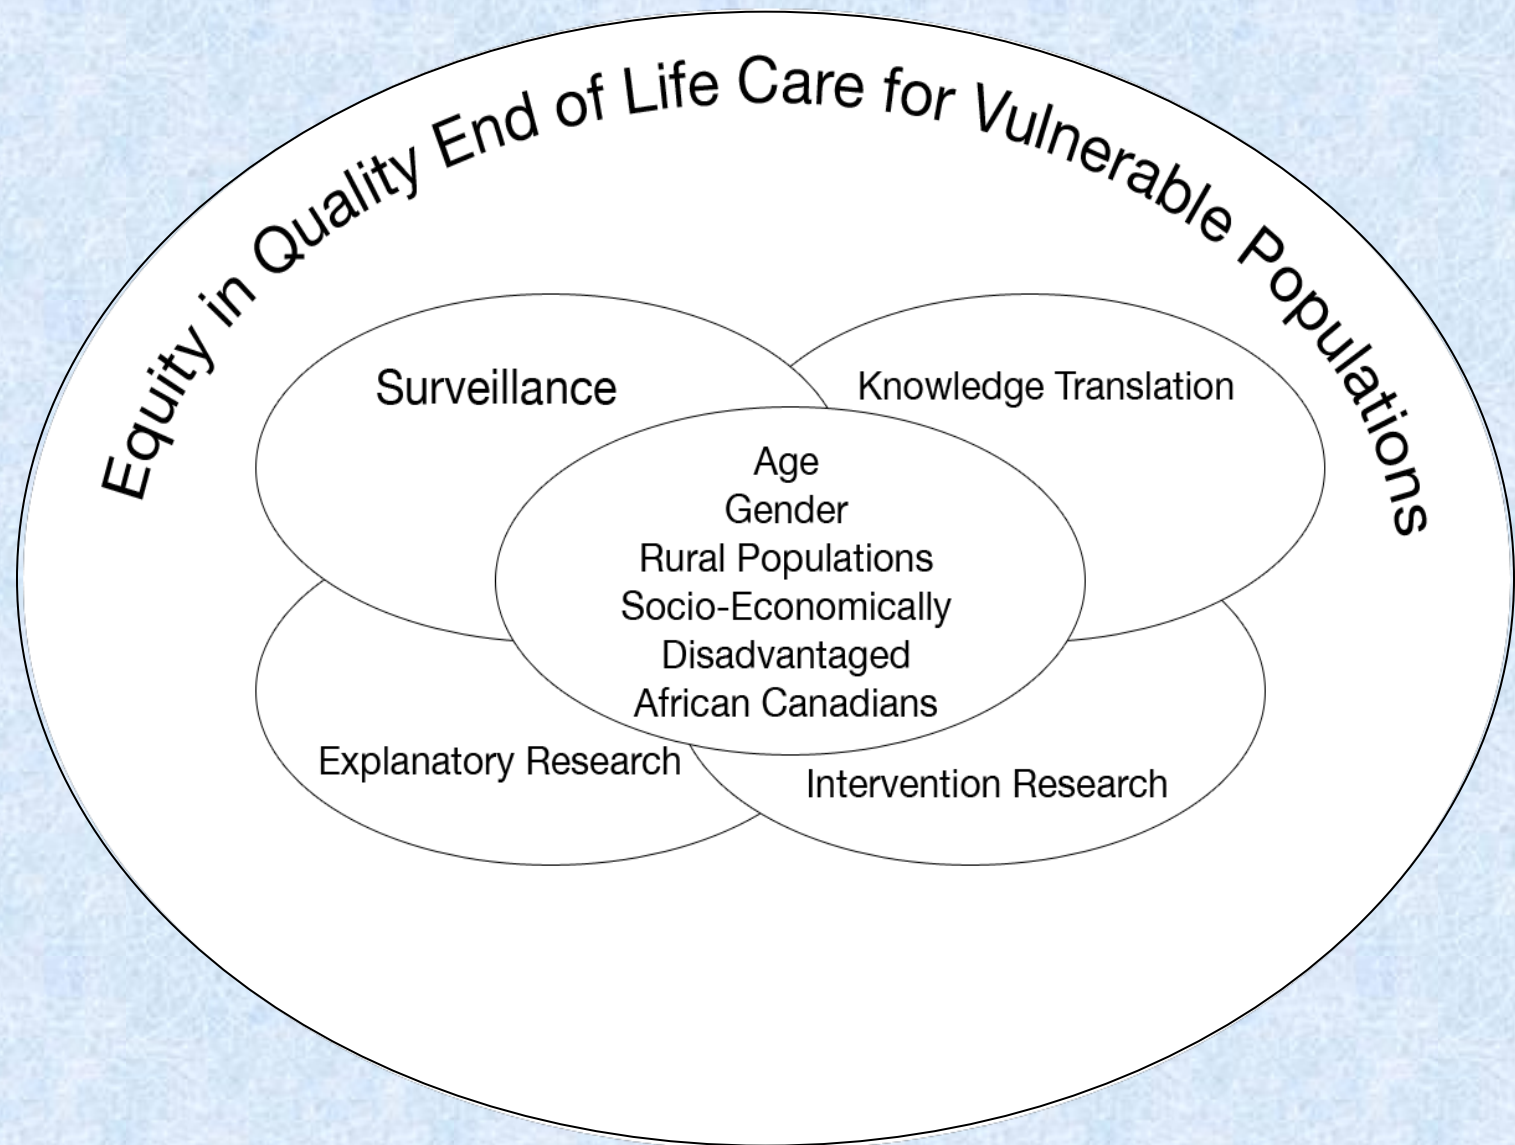 Equity in Quality End of Life Care for Vulnerable Populations
Surveillance
Knowledge Translation
Age
Gender
Rural Populations
Socio-Economically
Disadvantaged
African Canadians
Explanatory Research
Intervention Research